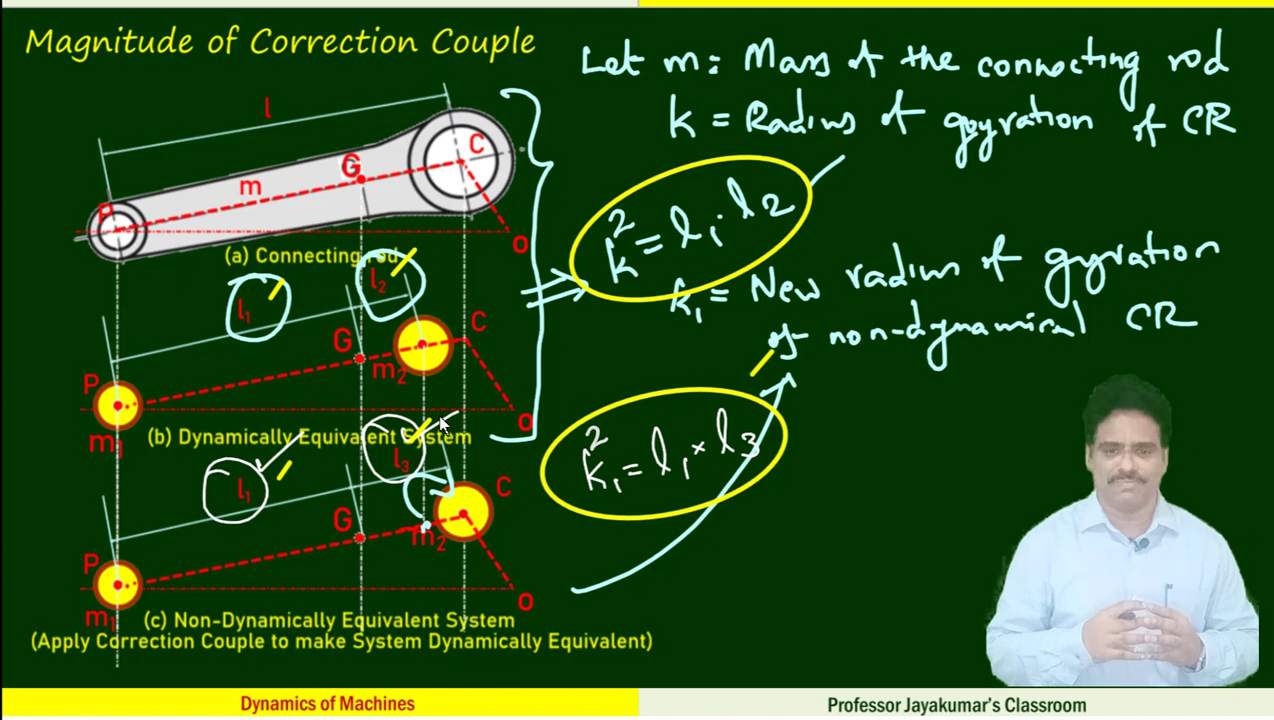 Magnitude of Correction Couple
Let m: Mass of the connecting rod
k = Radius of gpyration of CR
l
C
G
m
P
O
(a) Connecting rod
k² = l₁.l₂
k₁ = New radius of gyration
of non-dynamical CR
l₂
l₁
C
G
P
m₂
O
m₁
(b) Dynamically Equivalent System
k₁² = l₁ × l₃
l₃
l₁
C
G
m₂
P
O
m₁
(c) Non-Dynamically Equivalent System
(Apply Correction Couple to make System Dynamically Equivalent)
Dynamics of Machines
Professor Jayakumar's Classroom